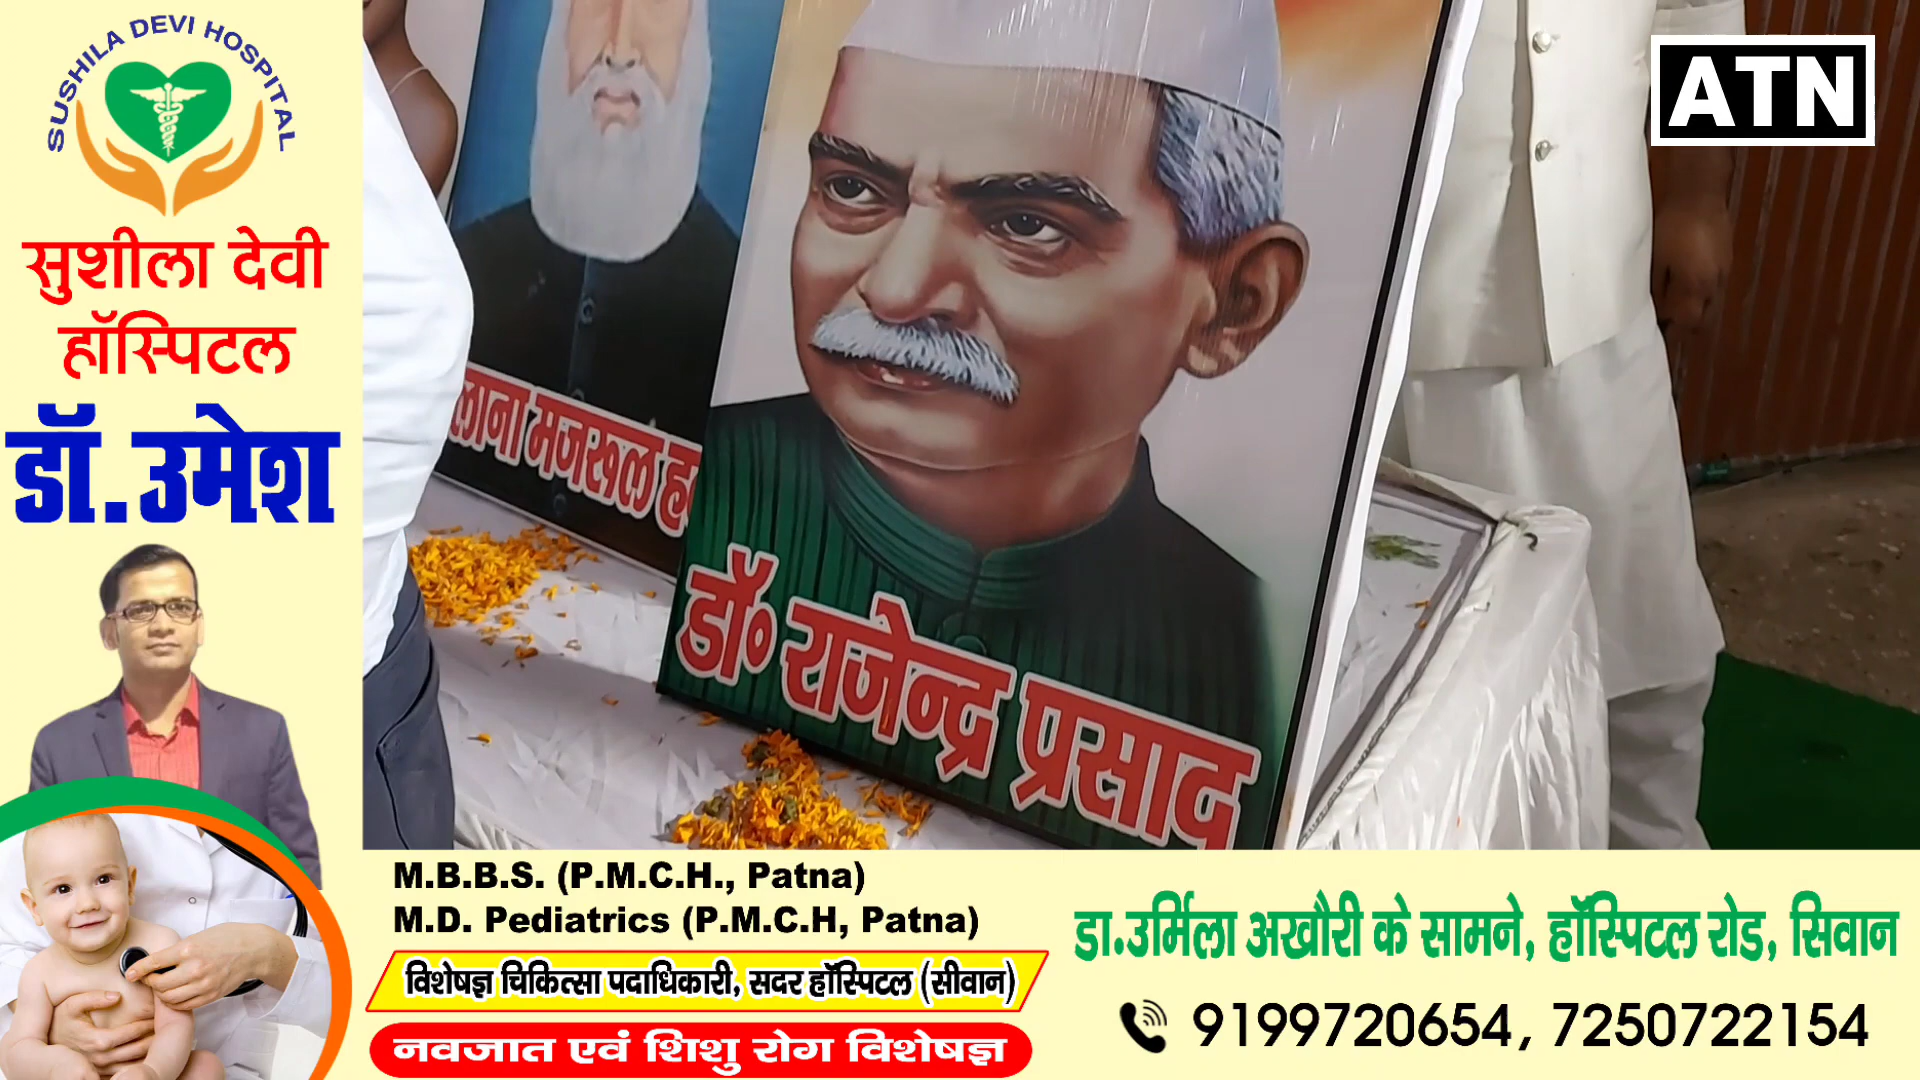 SUSHILA DEVI HOSPITAL
सुशीला देवी
हॉस्पिटल
डॉ.उमेश
ATN
लाना मजरूल ह
डॉ॰ राजेन्द्र प्रसाद
M.B.B.S. (P.M.C.H., Patna)
M.D. Pediatrics (P.M.C.H, Patna)
विशेषज्ञ चिकित्सा पदाधिकारी, सदर हॉस्पिटल (सीवान)
नवजात एवं शिशु रोग विशेषज्ञ
डा.उर्मिला अखौरी के सामने, हॉस्पिटल रोड, सिवान
9199720654, 7250722154